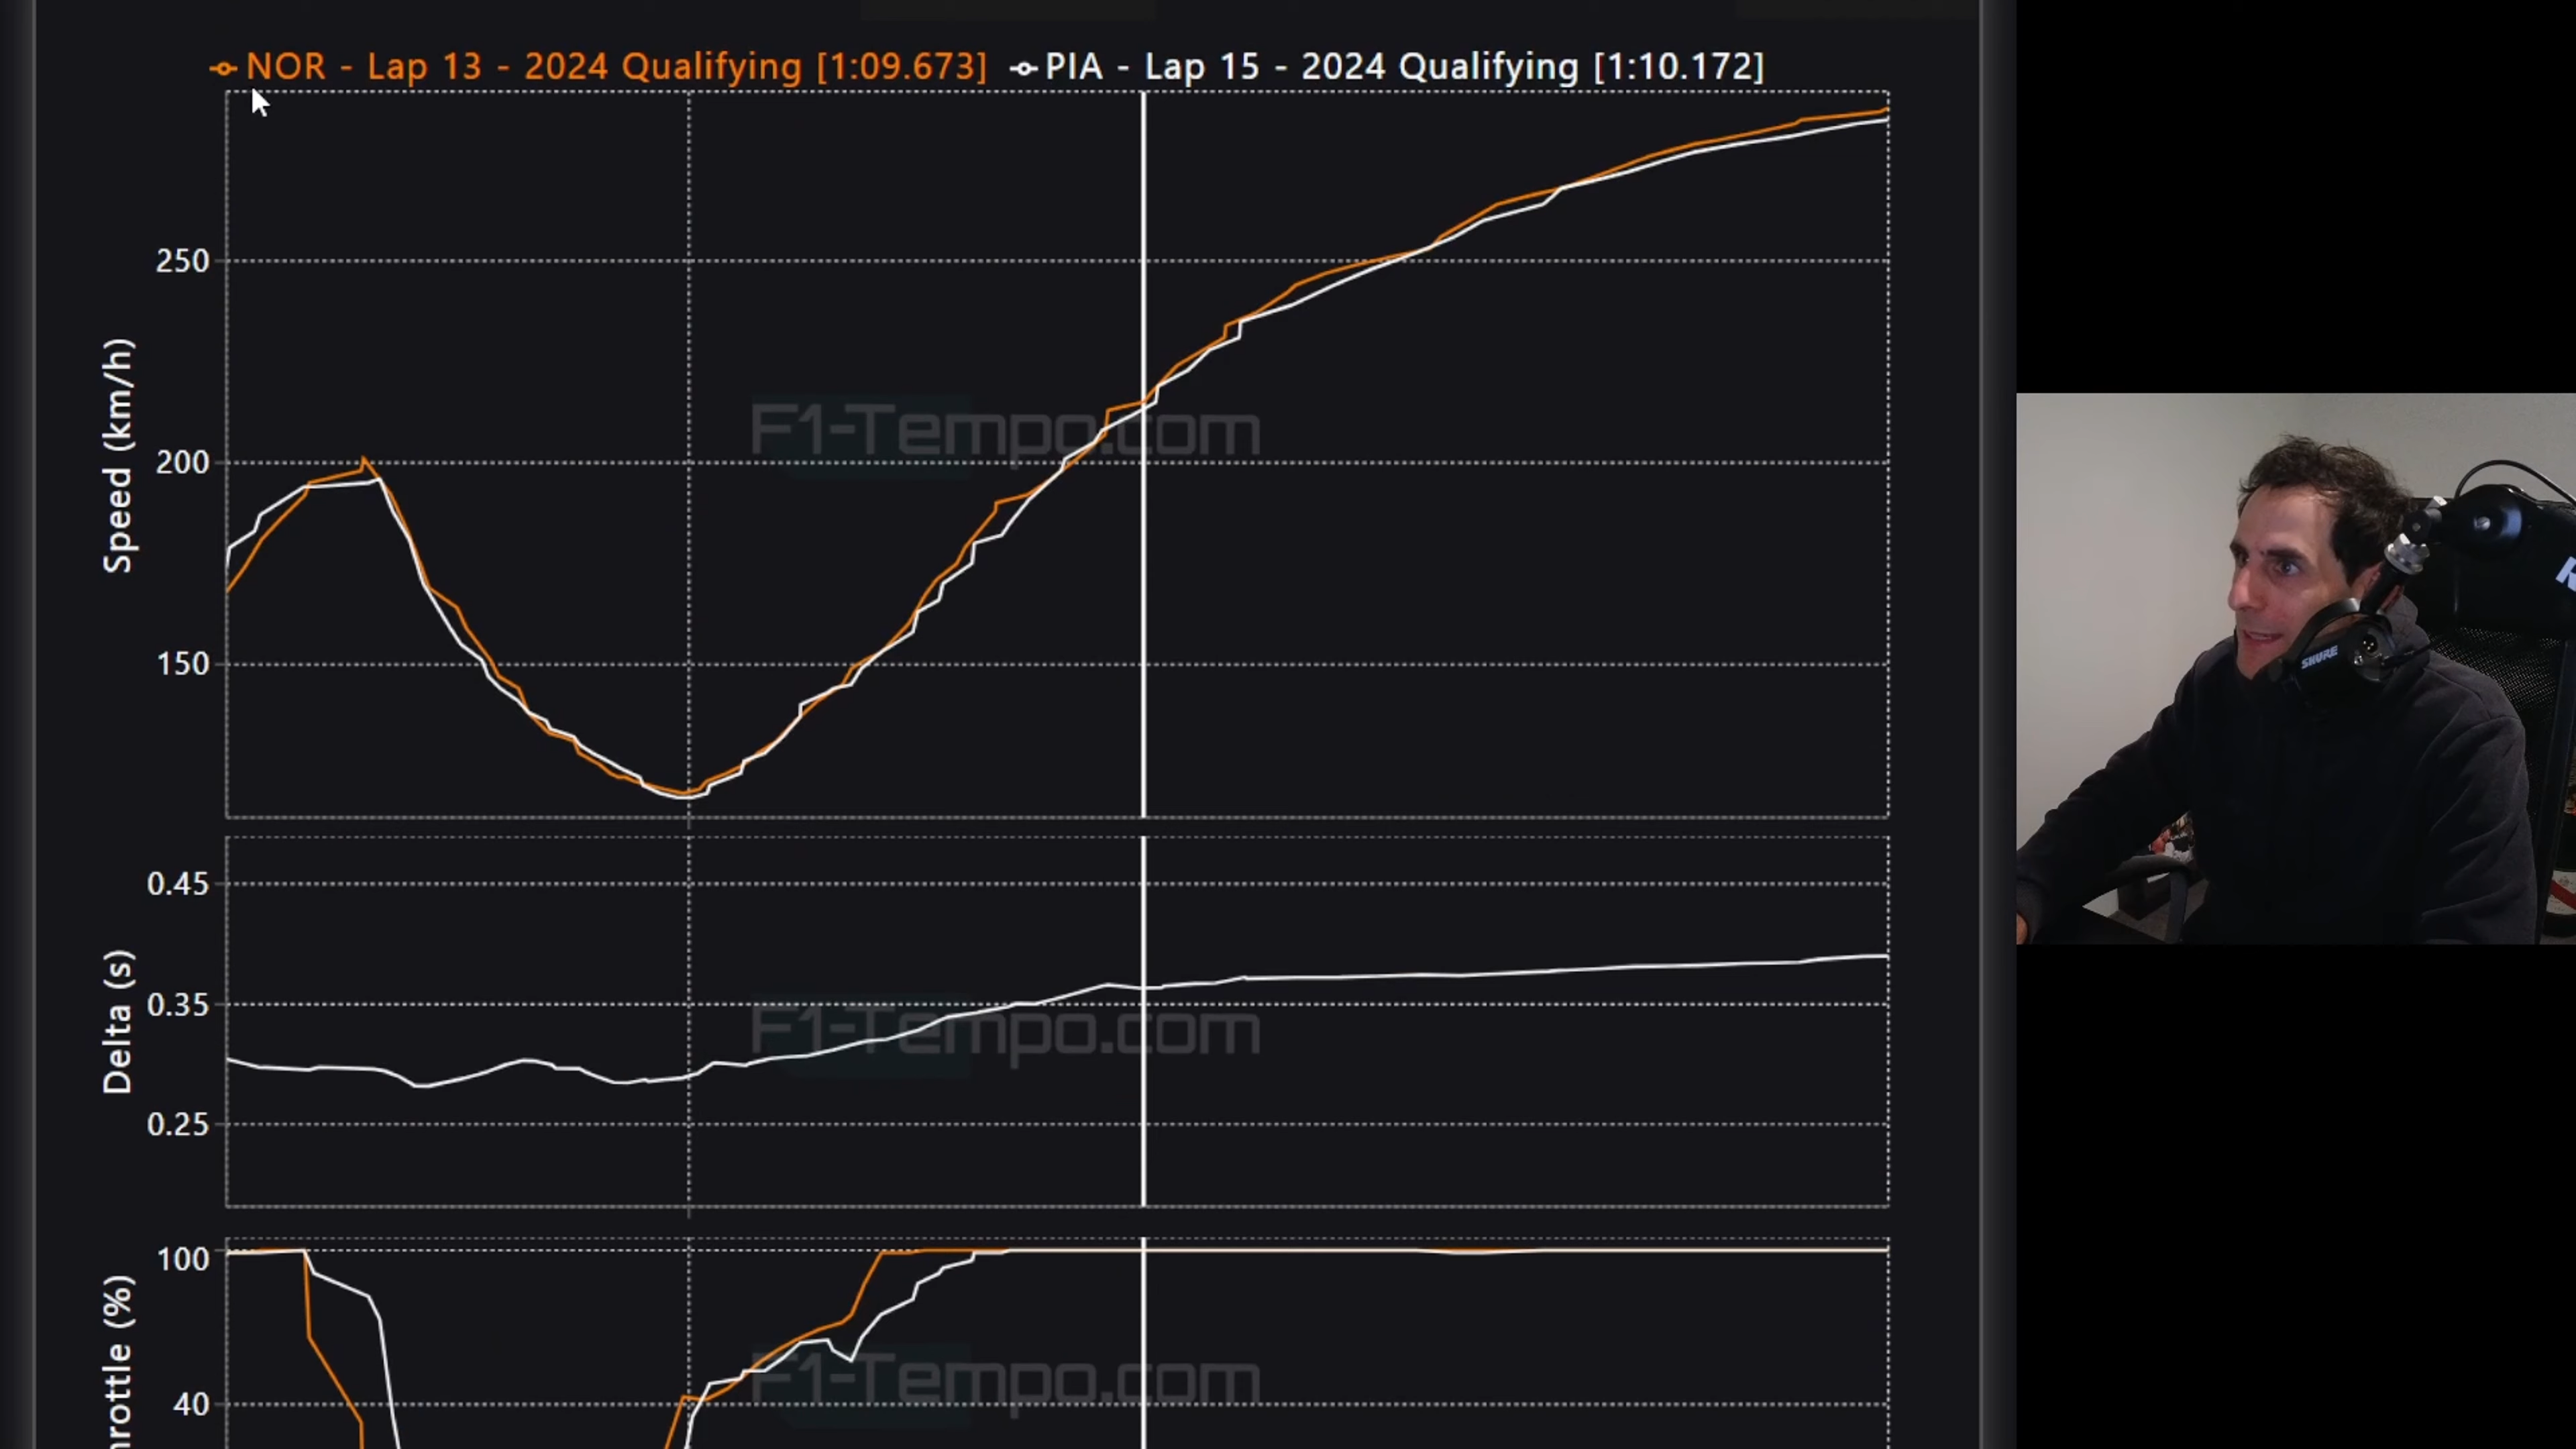 NOR - Lap 13 - 2024 Qualifying [1:09.673] PIA - Lap 15 - 2024 Qualifying [1:10.172]
250
200
150
Speed (km/h)
F1-Tempo.com
0.45
0.35
0.25
Delta (s)
F1-Tempo.com
100
40
hrottle (%)
F1-Tempo.com
SHURE
R